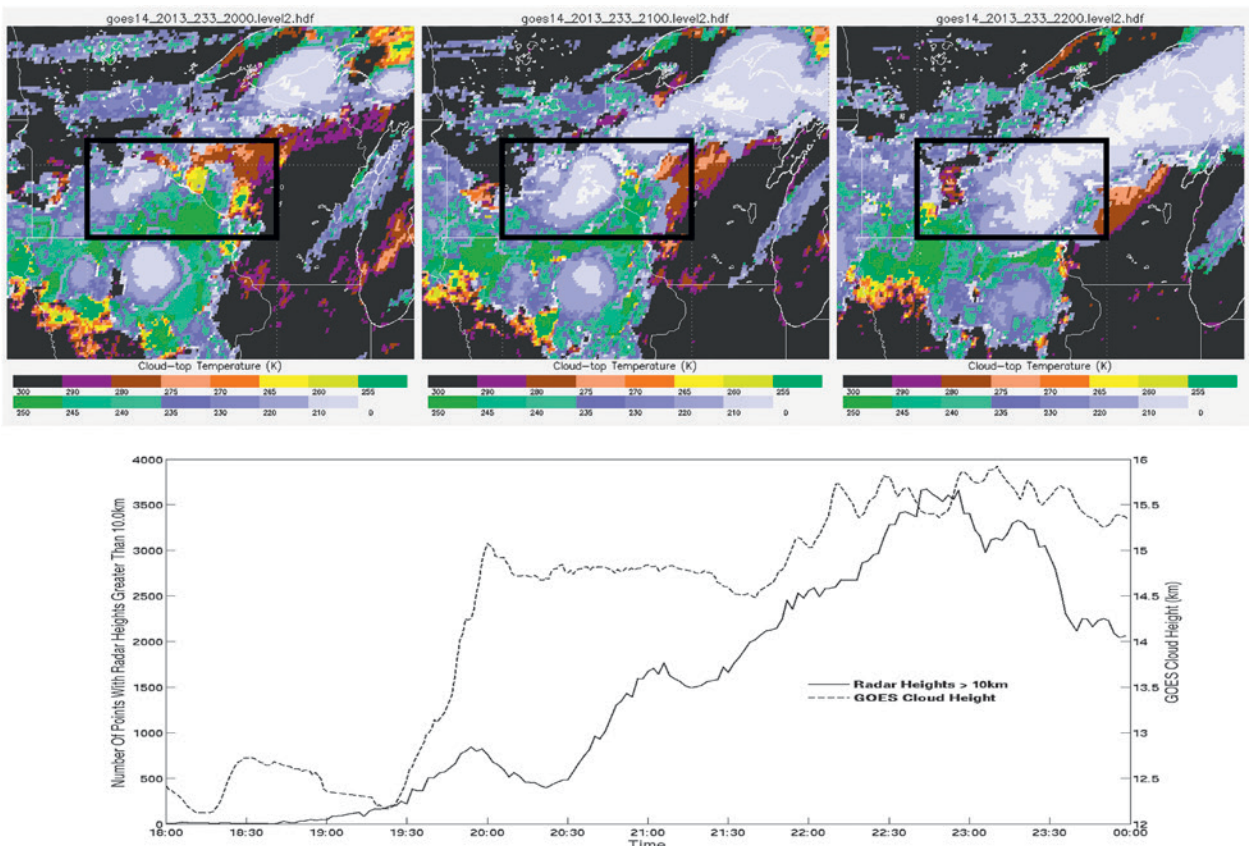 goes14_2013_233_2000.level2.hdf
goes14_2013_233_2100.level2.hdf
goes14_2013_233_2200.level2.hdf
Cloud-top Temperature (K)
300 290 280 275 270 265 260 255
250 245 240 235 230 220 210 0
Cloud-top Temperature (K)
300 290 280 275 270 265 260 255
250 245 240 235 230 220 210 0
Cloud-top Temperature (K)
300 290 280 275 270 265 260 255
250 245 240 235 230 220 210 0
Number Of Points With Radar Heights Greater Than 10.0km
4000
3500
3000
2500
2000
1500
1000
500
0
16
15.5
15
14.5
14
13.5
13
12.5
12
GOES Cloud Height (km)
Radar Heights > 10km
GOES Cloud Height
18:00 18:30 19:00 19:30 20:00 20:30 21:00 21:30 22:00 22:30 23:00 23:30 00:00
Time